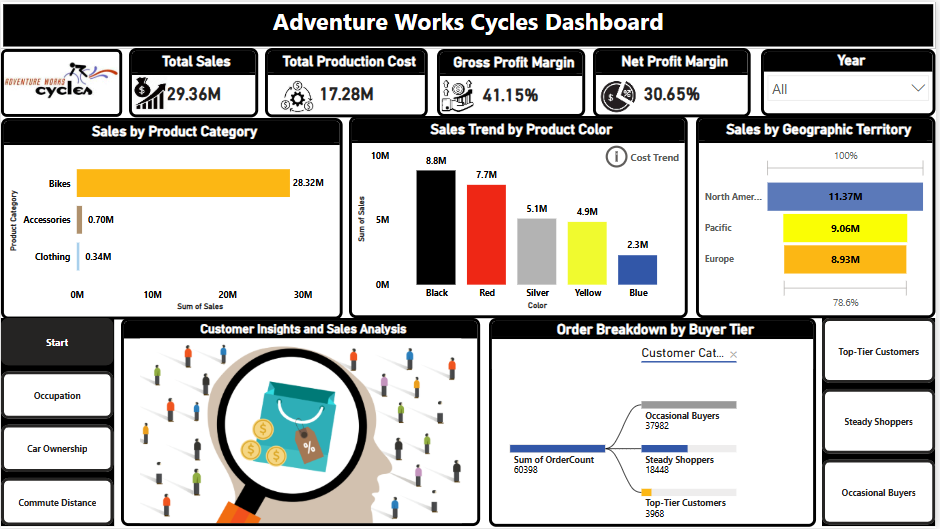 Adventure Works Cycles Dashboard
ADVENTURE WORKS
cycles
Total Sales
$
29.36M
Total Production Cost
$
17.28M
Gross Profit Margin
$
41.15%
Net Profit Margin
$
%
30.65%
Year
All
Sales by Product Category
Product Category
Bikes
28.32M
Accessories
0.70M
Clothing
0.34M
0M 10M 20M 30M
Sum of Sales
Sales Trend by Product Color
i Cost Trend
Sum of Sales
10M
5M
0M
8.8M
7.7M
5.1M
4.9M
2.3M
Black Red Silver Yellow Blue
Color
Sales by Geographic Territory
100%
North Amer... 11.37M
Pacific 9.06M
Europe 8.93M
78.6%
Start
Occupation
Car Ownership
Commute Distance
Customer Insights and Sales Analysis
$
$
$
%
Order Breakdown by Buyer Tier
Customer Cat... ×
Sum of OrderCount
60398
Occasional Buyers
37982
Steady Shoppers
18448
Top-Tier Customers
3968
Top-Tier Customers
Steady Shoppers
Occasional Buyers